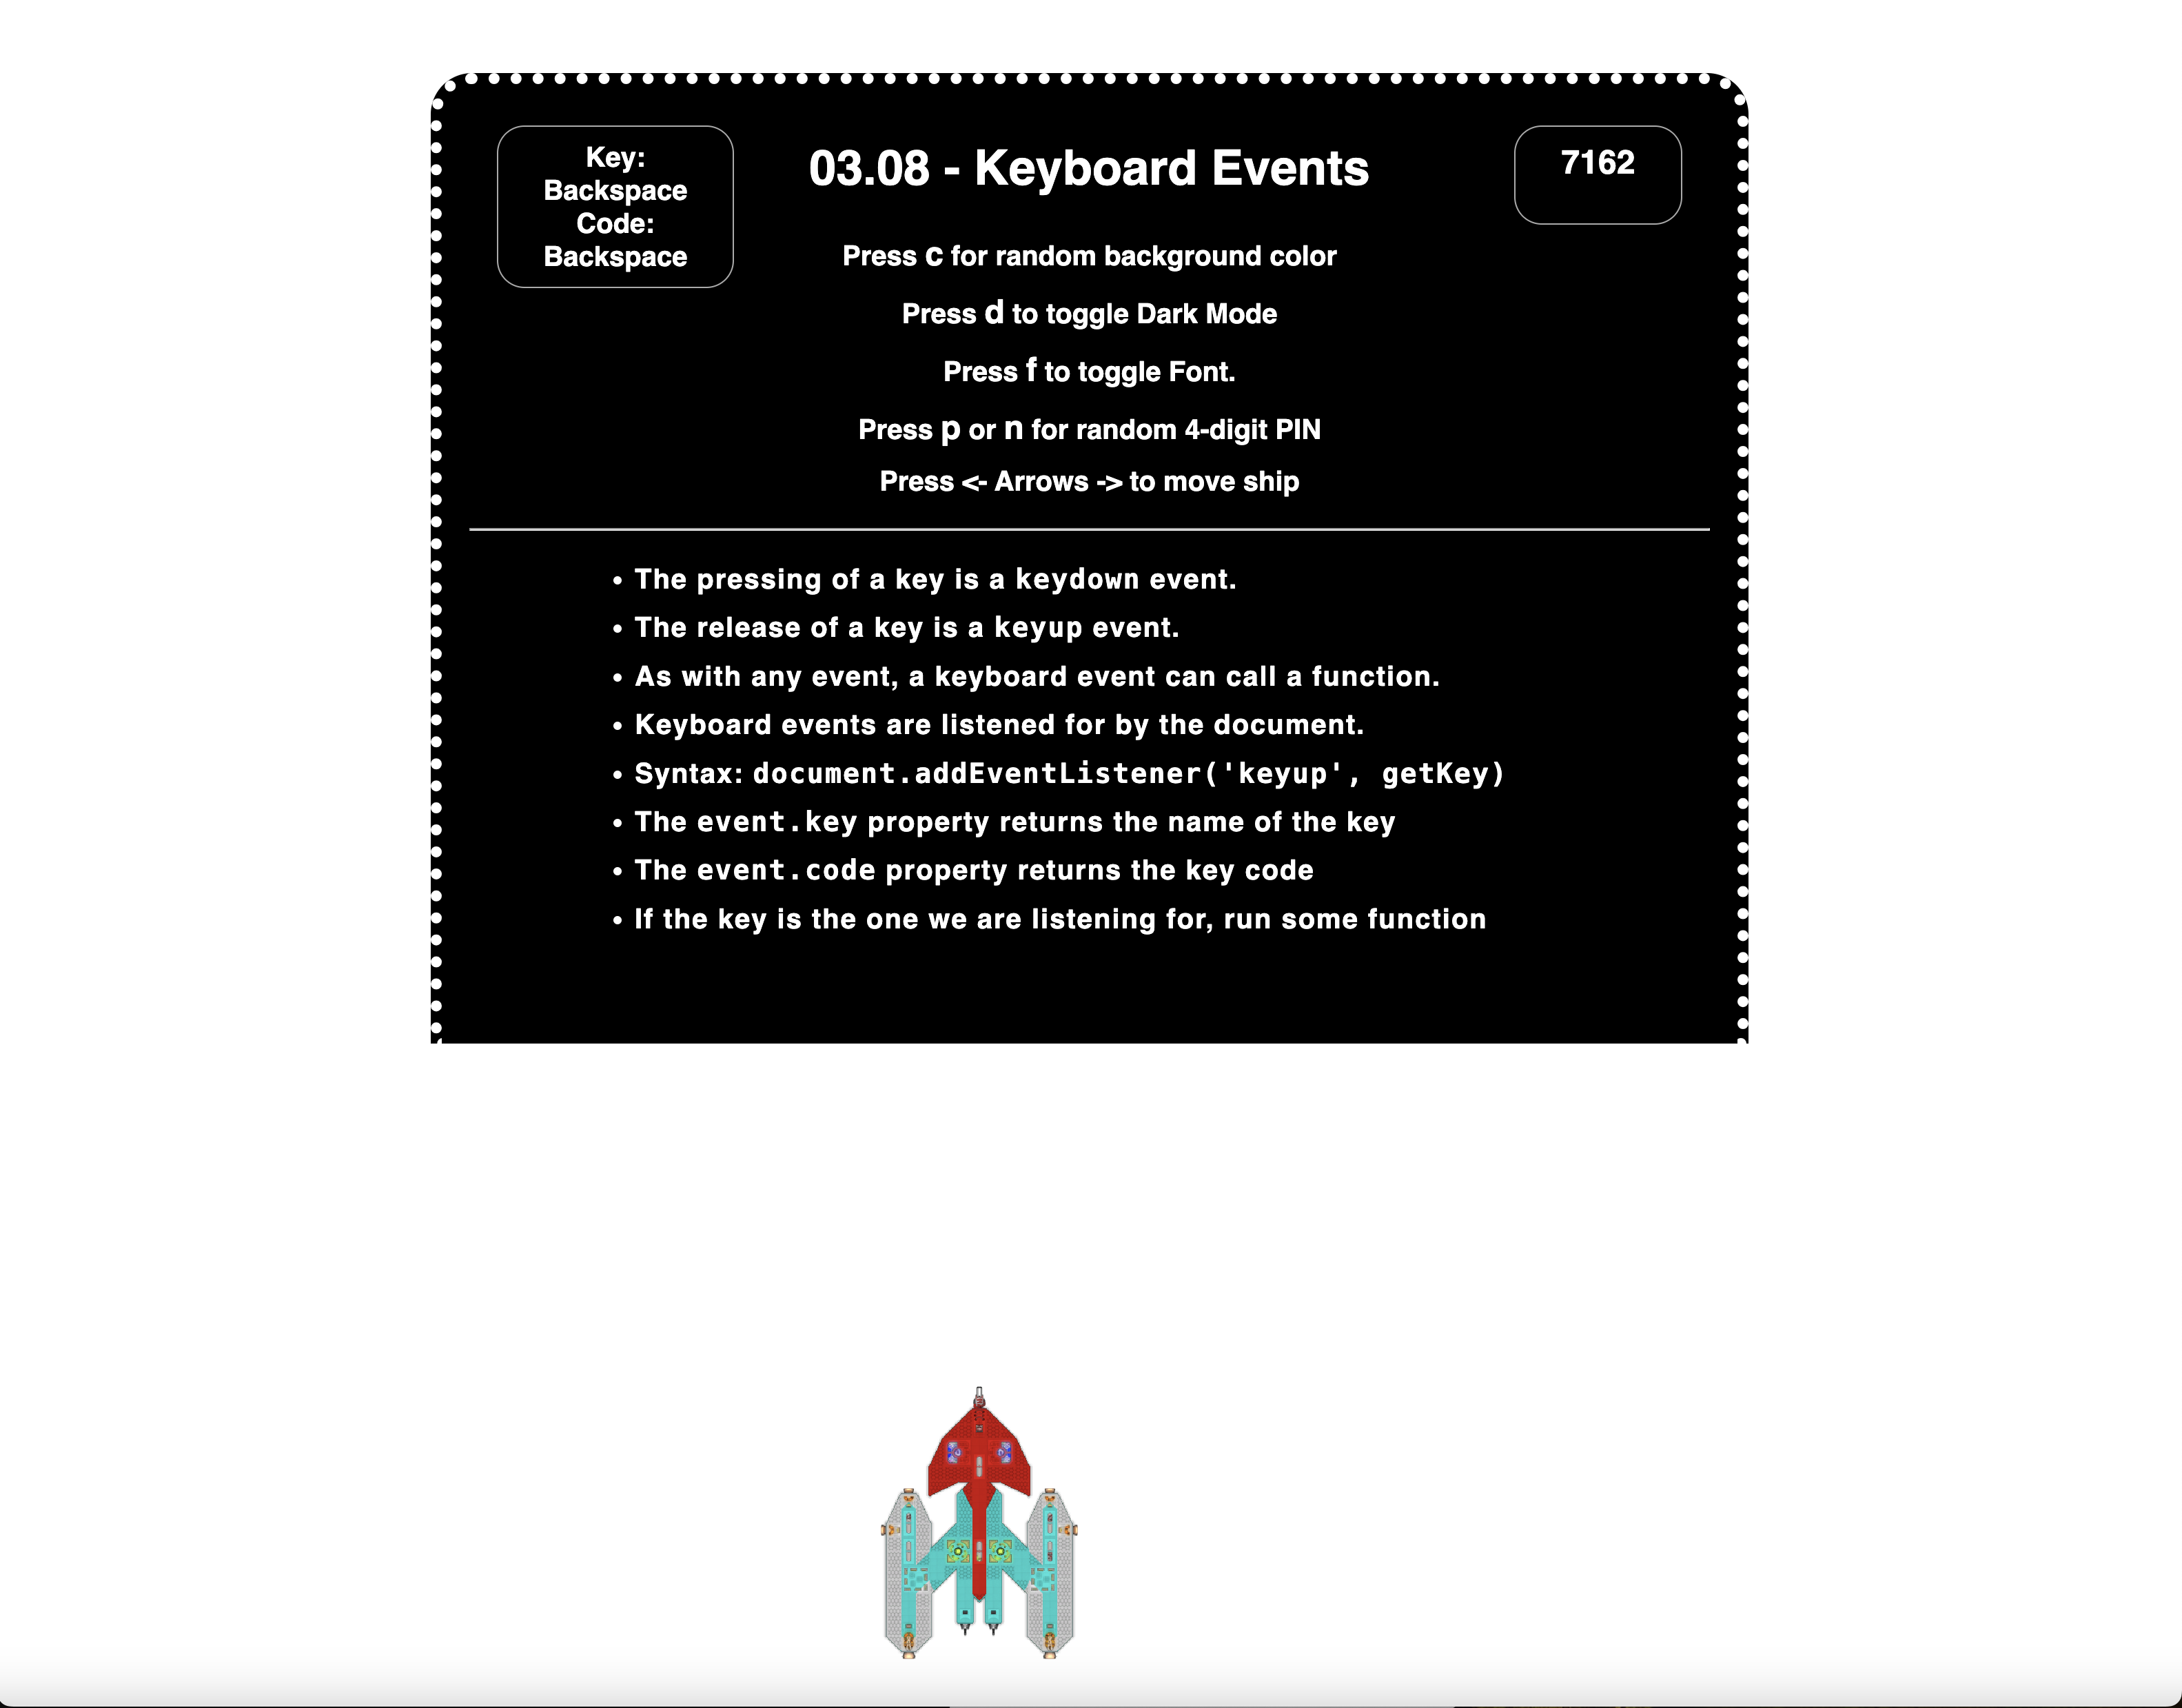 Key:
Backspace
Code:
Backspace
03.08 - Keyboard Events
7162
Press c for random background color
Press d to toggle Dark Mode
Press f to toggle Font.
Press p or n for random 4-digit PIN
Press <- Arrows -> to move ship
• The pressing of a key is a keydown event.
• The release of a key is a keyup event.
• As with any event, a keyboard event can call a function.
• Keyboard events are listened for by the document.
• Syntax: document.addEventListener('keyup', getKey)
• The event.key property returns the name of the key
• The event.code property returns the key code
• If the key is the one we are listening for, run some function